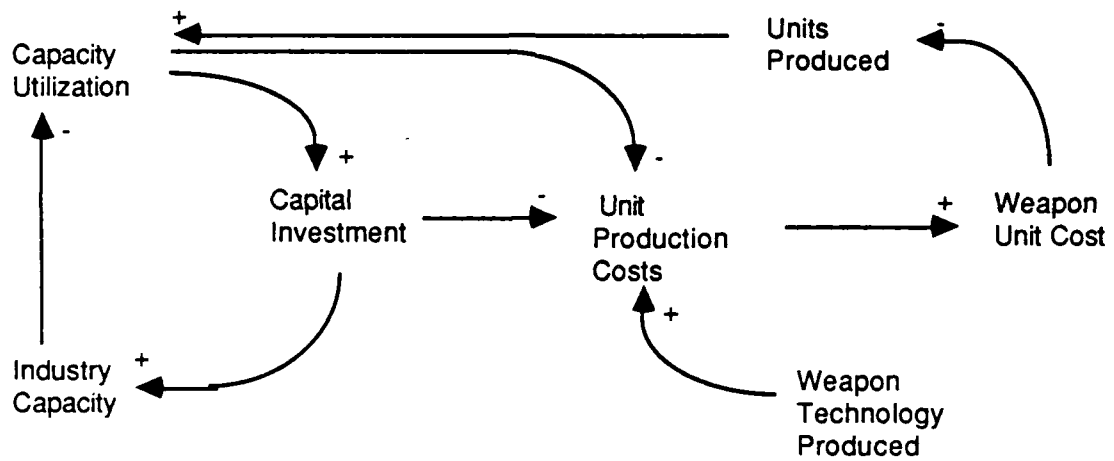 +
-
Capacity
Utilization
Units
Produced
-
+
-
Capital
Investment
-
Unit
Production
Costs
+
Weapon
Unit Cost
+
Industry
Capacity
+
Weapon
Technology
Produced